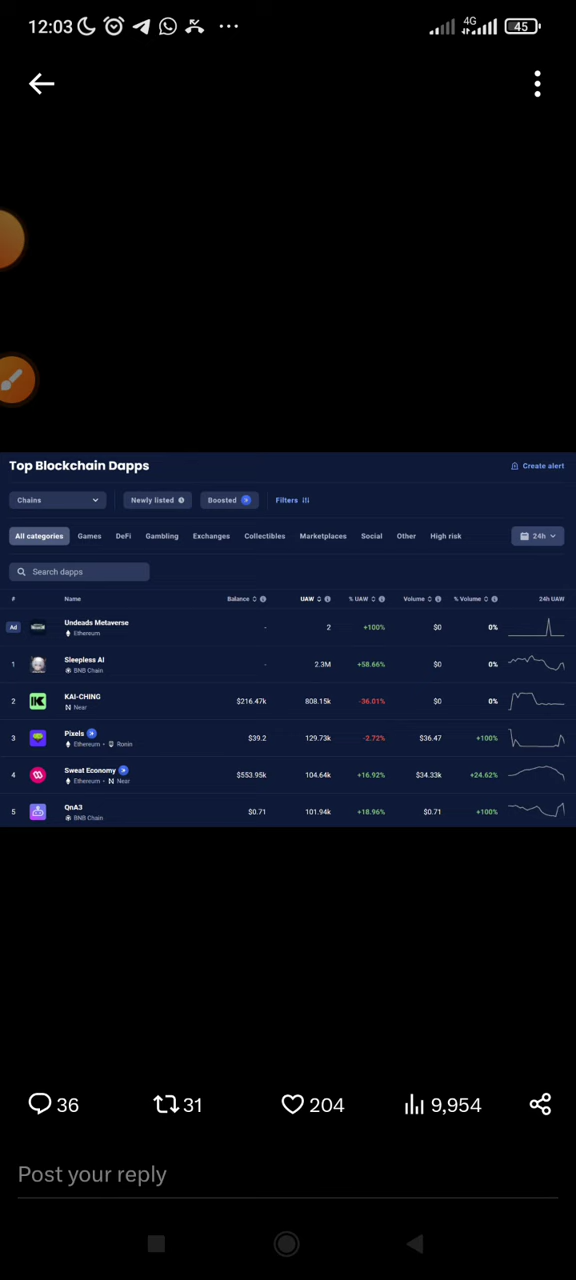 12:03 4G 45
Top Blockchain Dapps Create alert
Chains Newly listed Boosted Filters
All categories Games DeFi Gambling Exchanges Collectibles Marketplaces Social Other High risk 24h
Search dapps
# Name Balance UAW % UAW Volume % Volume 24h UAW
Ad Undeads Metaverse - 2 +100% $0 0%
Ethereum
1 Sleepless AI - 2.3M +58.66% $0 0%
BNB Chain
2 KAI-CHING $216.47k 808.15k -36.01% $0 0%
Near
3 Pixels $39.2 129.73k -2.72% $36.47 +100%
Ethereum • Ronin
4 Sweat Economy $553.95k 104.64k +16.92% $34.33k +24.62%
Ethereum • Near
5 QnA3 $0.71 101.94k +18.96% $0.71 +100%
BNB Chain
36 31 204 9,954
Post your reply